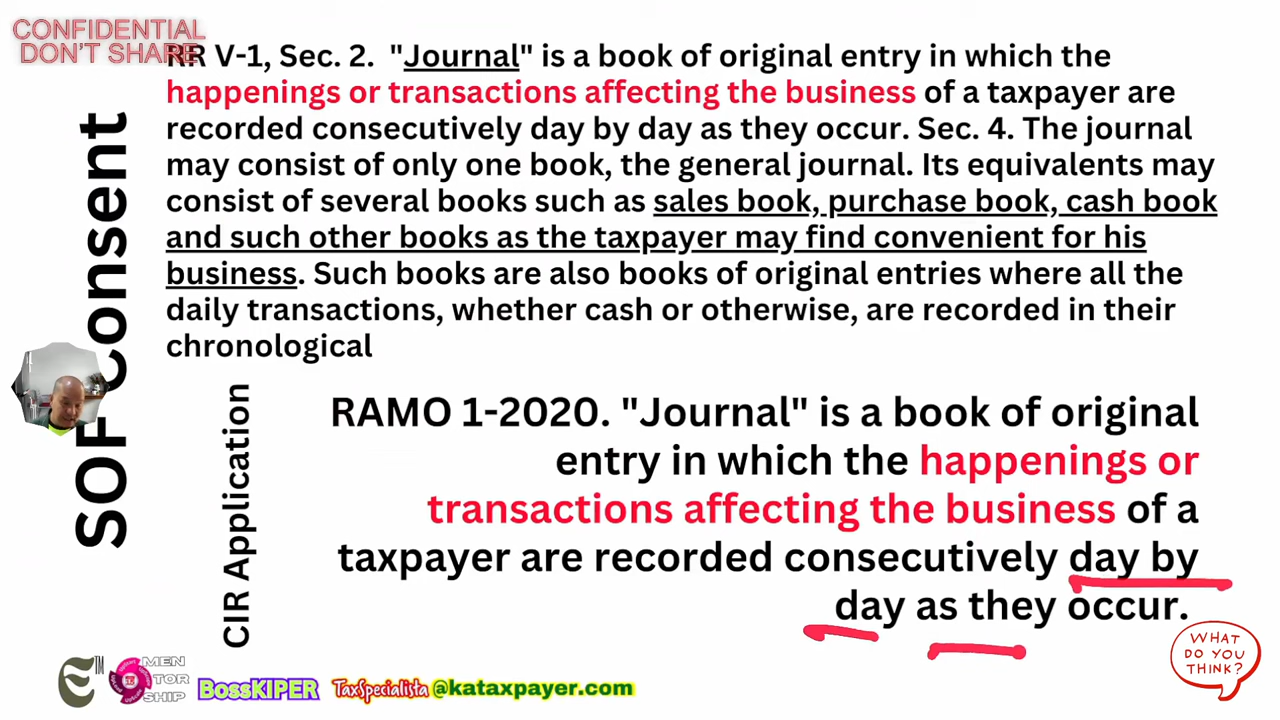 CONFIDENTIAL
DON'T SHARE
RR V-1, Sec. 2. "Journal" is a book of original entry in which the
happenings or transactions affecting the business of a taxpayer are
recorded consecutively day by day as they occur. Sec. 4. The journal
may consist of only one book, the general journal. Its equivalents may
consist of several books such as sales book, purchase book, cash book
and such other books as the taxpayer may find convenient for his
business. Such books are also books of original entries where all the
daily transactions, whether cash or otherwise, are recorded in their
chronological
SOF Consent
CIR Application
RAMO 1-2020. "Journal" is a book of original
entry in which the happenings or
transactions affecting the business of a
taxpayer are recorded consecutively day by
day as they occur.
WHAT
DO YOU
THINK?
TM
MEN
TOR
SHIP
BossKIPER
TaxSpecialista
@kataxpayer.com